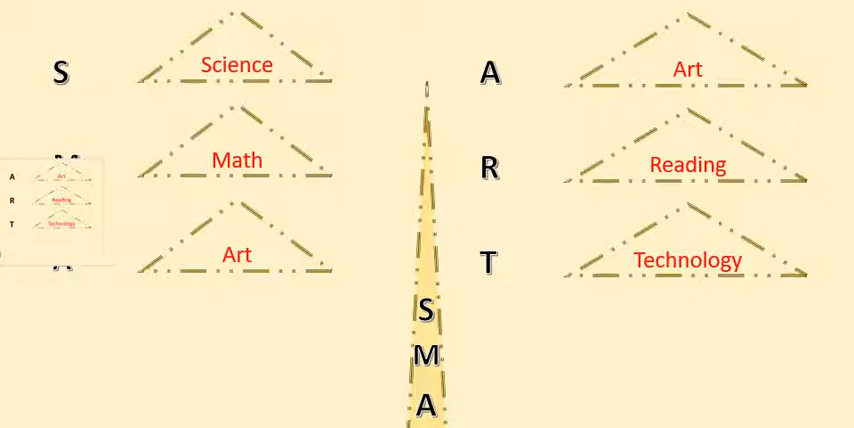 S Science
Math
Art
A Art
R Reading
T Technology
A Art
R Reading
T Technology
S
M
A